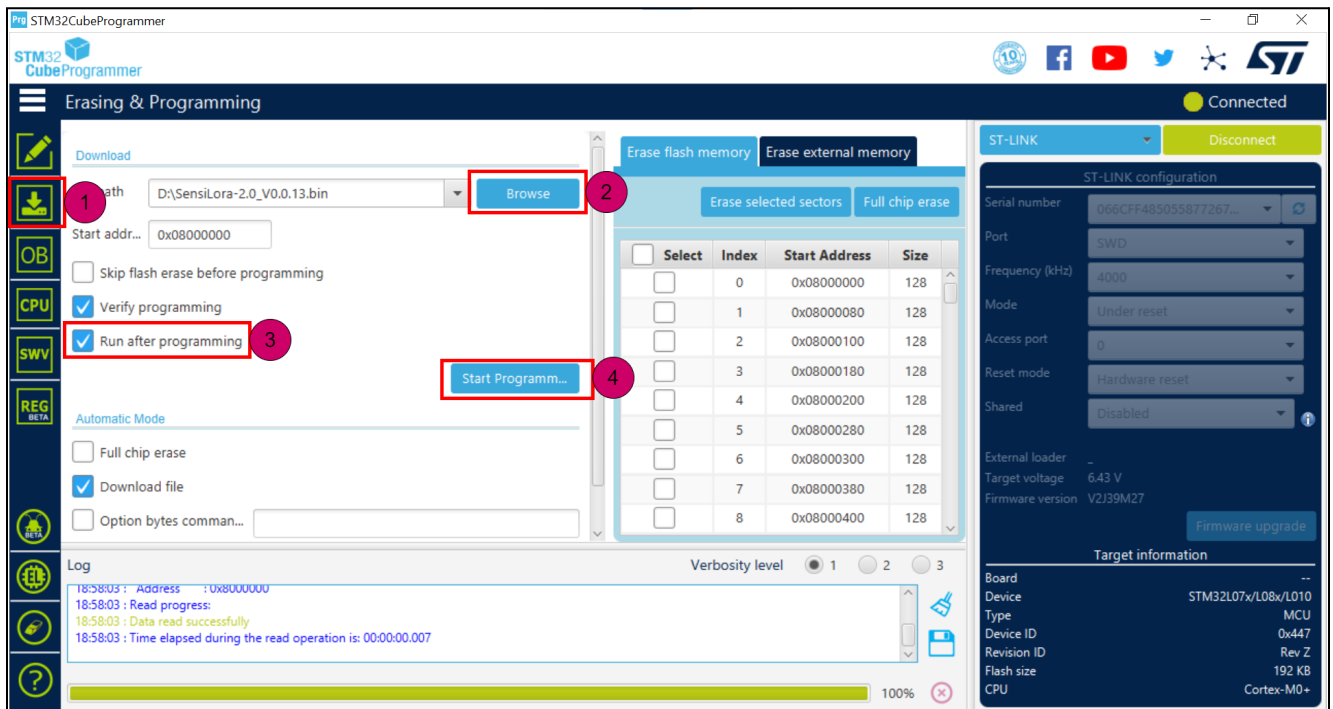 Prg STM32CubeProgrammer
STM32
CubeProgrammer
10
ST
Erasing & Programming
Connected
Download
1
ath
D:\SensiLora-2.0_V0.0.13.bin
Browse
2
Start addr...
0x08000000
Skip flash erase before programming
Verify programming
Run after programming
3
Start Programm...
4
Automatic Mode
Full chip erase
Download file
Option bytes comman...
OB
CPU
SWV
REG
BETA
BETA
EL
?
Erase flash memory
Erase external memory
Erase selected sectors
Full chip erase
Select Index Start Address Size
0 0x08000000 128
1 0x08000080 128
2 0x08000100 128
3 0x08000180 128
4 0x08000200 128
5 0x08000280 128
6 0x08000300 128
7 0x08000380 128
8 0x08000400 128
Log
Verbosity level 1 2 3
18:58:03 : Address : 0x8000000
18:58:03 : Read progress:
18:58:03 : Data read successfully
18:58:03 : Time elapsed during the read operation is: 00:00:00.007
100%
ST-LINK
Disconnect
ST-LINK configuration
Serial number 066CFF485055877267...
Port SWD
Frequency (kHz) 4000
Mode Under reset
Access port 0
Reset mode Hardware reset
Shared Disabled
External loader _
Target voltage 6.43 V
Firmware version V2J39M27
Firmware upgrade
Target information
Board --
Device STM32L07x/L08x/L010
Type MCU
Device ID 0x447
Revision ID Rev Z
Flash size 192 KB
CPU Cortex-M0+